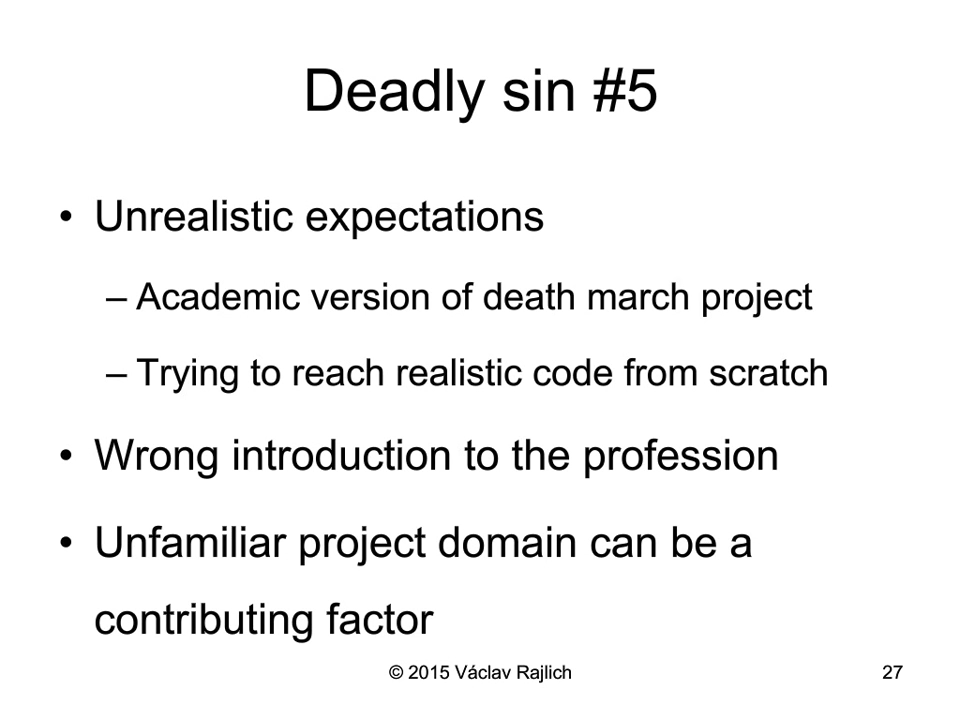 Deadly sin #5
• Unrealistic expectations
– Academic version of death march project
– Trying to reach realistic code from scratch
• Wrong introduction to the profession
• Unfamiliar project domain can be a
contributing factor
© 2015 Václav Rajlich 27